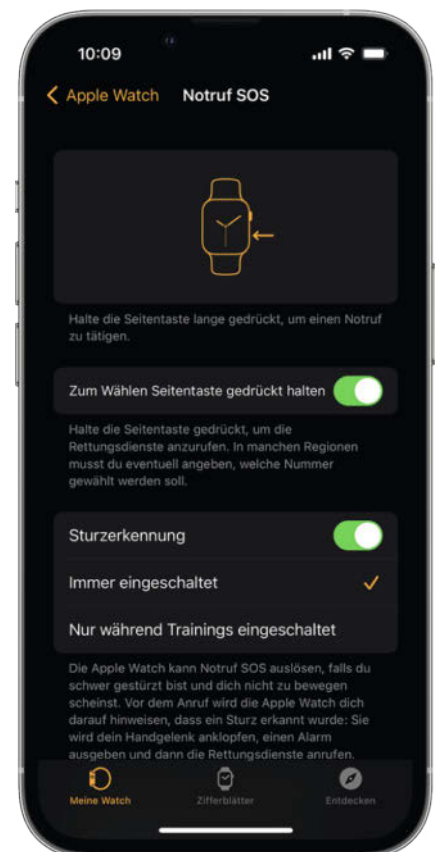 10:09
Apple Watch Notruf SOS
Halte die Seitentaste lange gedrückt, um einen Notruf
zu tätigen.
Zum Wählen Seitentaste gedrückt halten
Halte die Seitentaste gedrückt, um die
Rettungsdienste anzurufen. In manchen Regionen
musst du eventuell angeben, welche Nummer
gewählt werden soll.
Sturzerkennung
Immer eingeschaltet
Nur während Trainings eingeschaltet
Die Apple Watch kann Notruf SOS auslösen, falls du
schwer gestürzt bist und dich nicht zu bewegen
scheinst. Vor dem Anruf wird die Apple Watch dich
darauf hinweisen, dass ein Sturz erkannt wurde: Sie
wird dein Handgelenk anklopfen, einen Alarm
ausgeben und dann die Rettungsdienste anrufen.
Meine Watch Zifferblätter Entdecken